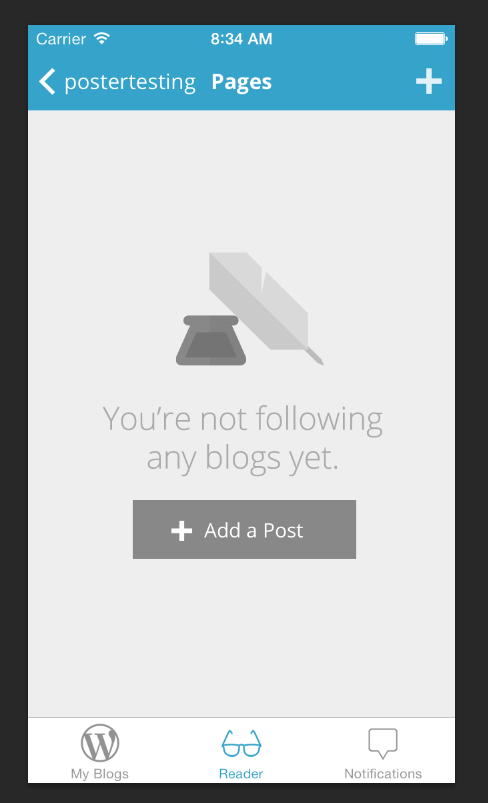 Carrier 8:34 AM
postertesting Pages
You're not following
any blogs yet.
Add a Post
My Blogs Reader Notifications